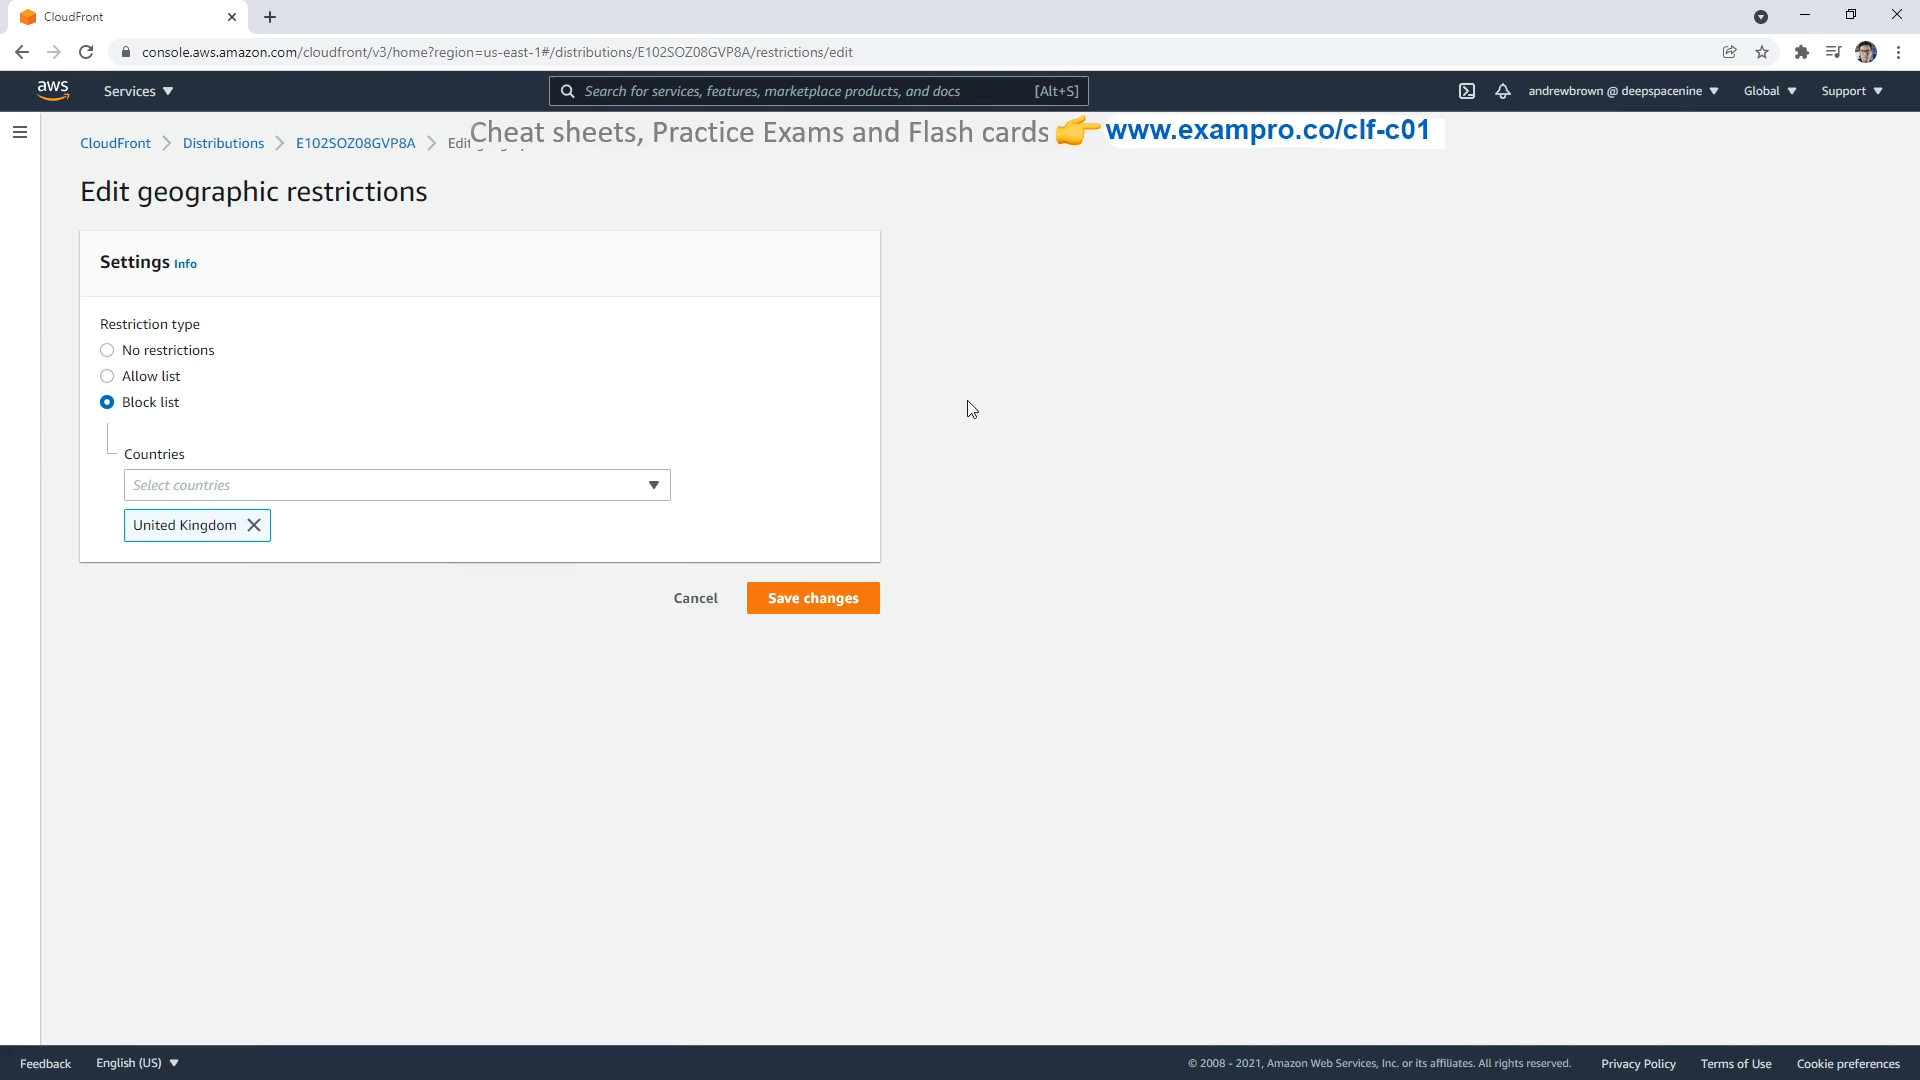 CloudFront
console.aws.amazon.com/cloudfront/v3/home?region=us-east-1#/distributions/E102SOZ08GVP8A/restrictions/edit
aws
Services
Search for services, features, marketplace products, and docs
[Alt+S]
andrewbrown @ deepspacenine
Global
Support
CloudFront
Distributions
E102SOZ08GVP8A
Cheat sheets, Practice Exams and Flash cards 👉 www.exampro.co/clf-c01
Edit geographic restrictions
Settings Info
Restriction type
No restrictions
Allow list
Block list
Countries
Select countries
United Kingdom
Cancel
Save changes
Feedback
English (US)
© 2008 - 2021, Amazon Web Services, Inc. or its affiliates. All rights reserved.
Privacy Policy
Terms of Use
Cookie preferences